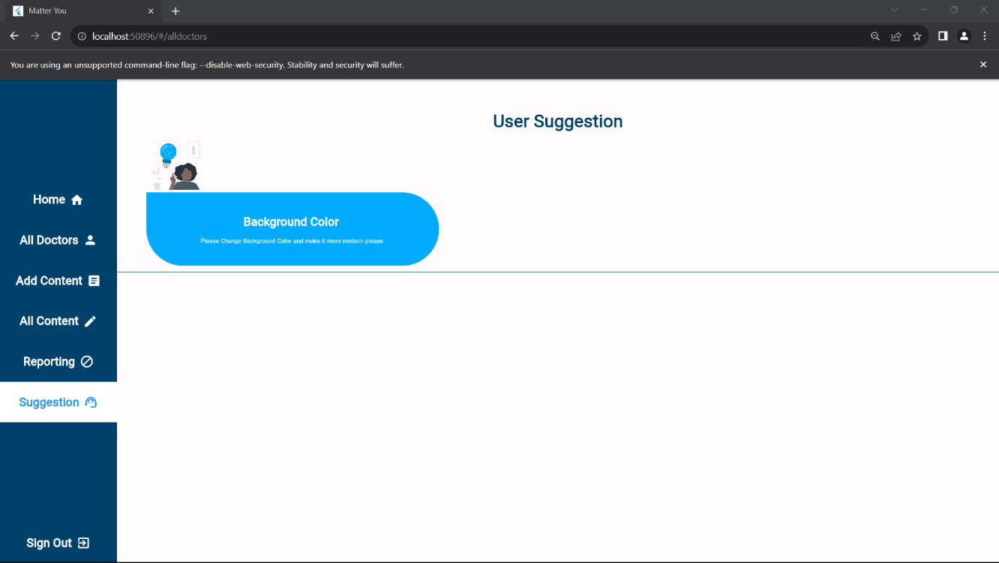 Matter You
localhost:50896/#/alldoctors
You are using an unsupported command-line flag: --disable-web-security. Stability and security will suffer.
User Suggestion
Home
All Doctors
Add Content
All Content
Reporting
Suggestion
Sign Out
Background Color
Please Change Background Color and make it more modern please